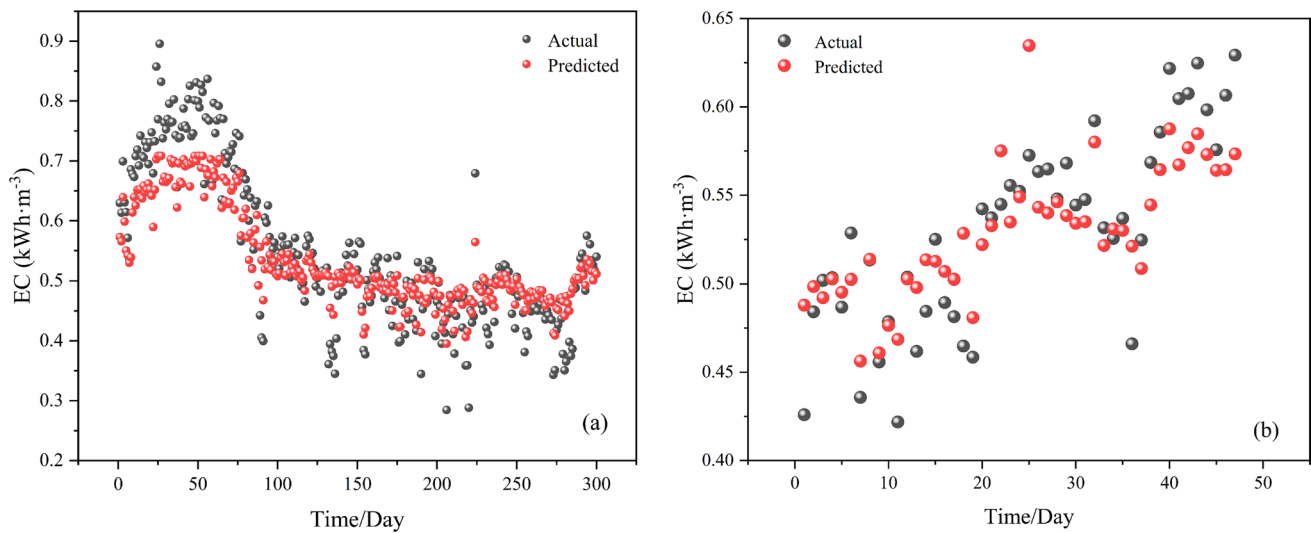 0.9
0.8
0.7
0.6
0.5
0.4
0.3
0.2
EC (kWh·m⁻³)
Actual
Predicted
(a)
0 50 100 150 200 250 300
Time/Day
0.65
0.60
0.55
0.50
0.45
0.40
EC (kWh·m⁻³)
Actual
Predicted
(b)
0 10 20 30 40 50
Time/Day